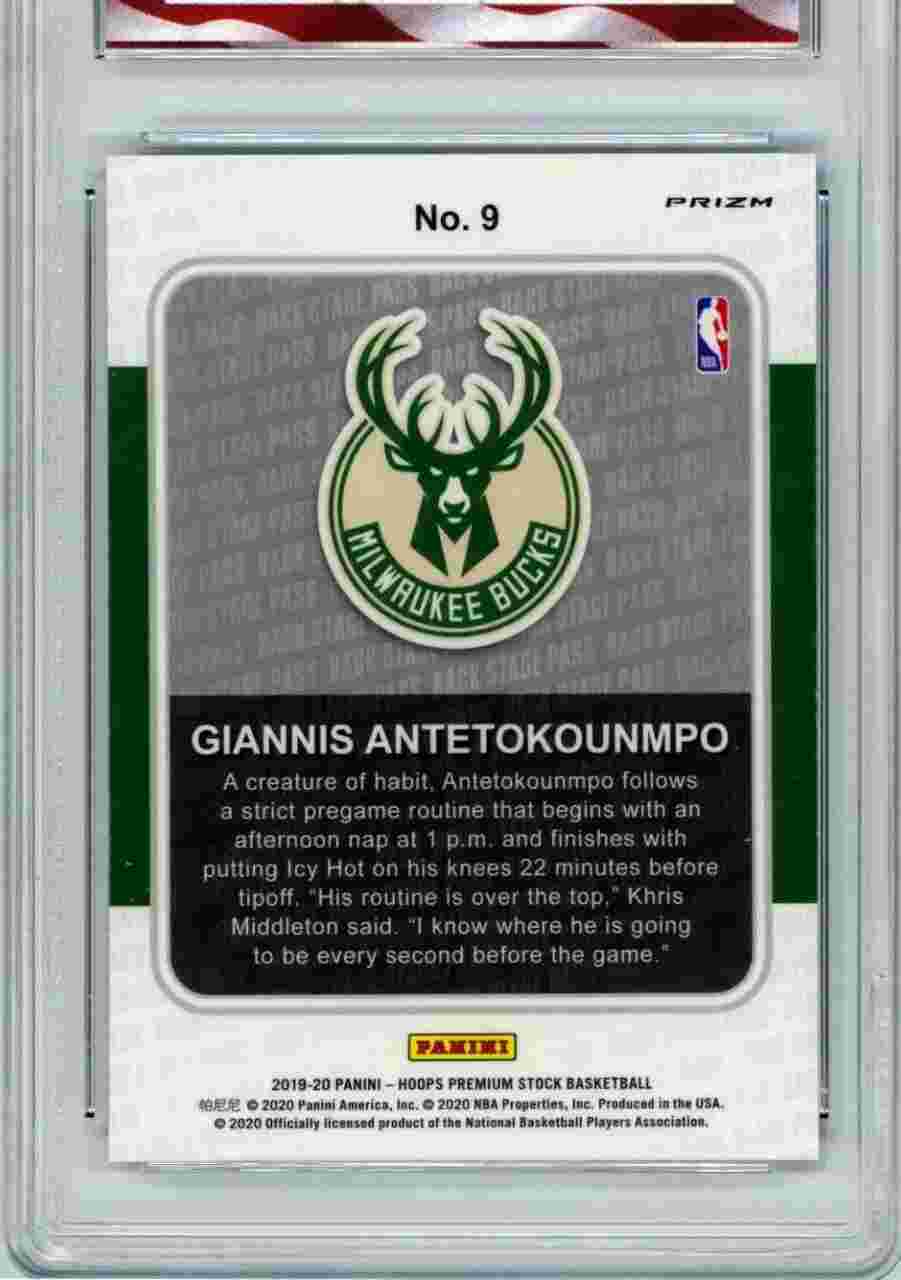 No. 9
PRIZM
NBA
MILWAUKEE BUCKS
GIANNIS ANTETOKOUNMPO
A creature of habit, Antetokounmpo follows
a strict pregame routine that begins with an
afternoon nap at 1 p.m. and finishes with
putting Icy Hot on his knees 22 minutes before
tipoff. “His routine is over the top,” Khris
Middleton said. “I know where he is going
to be every second before the game.”
PANINI
2019-20 PANINI – HOOPS PREMIUM STOCK BASKETBALL
帕尼尼 © 2020 Panini America, Inc. © 2020 NBA Properties, Inc. Produced in the USA.
© 2020 Officially licensed product of the National Basketball Players Association.